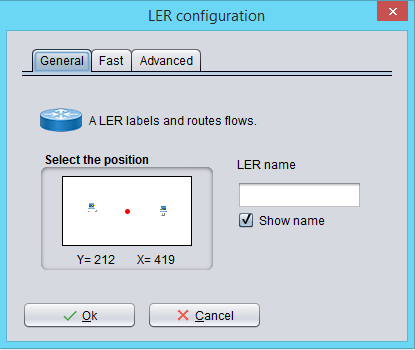 LER configuration
General Fast Advanced
A LER labels and routes flows.
Select the position
LER name
Show name
Y= 212 X= 419
Ok Cancel